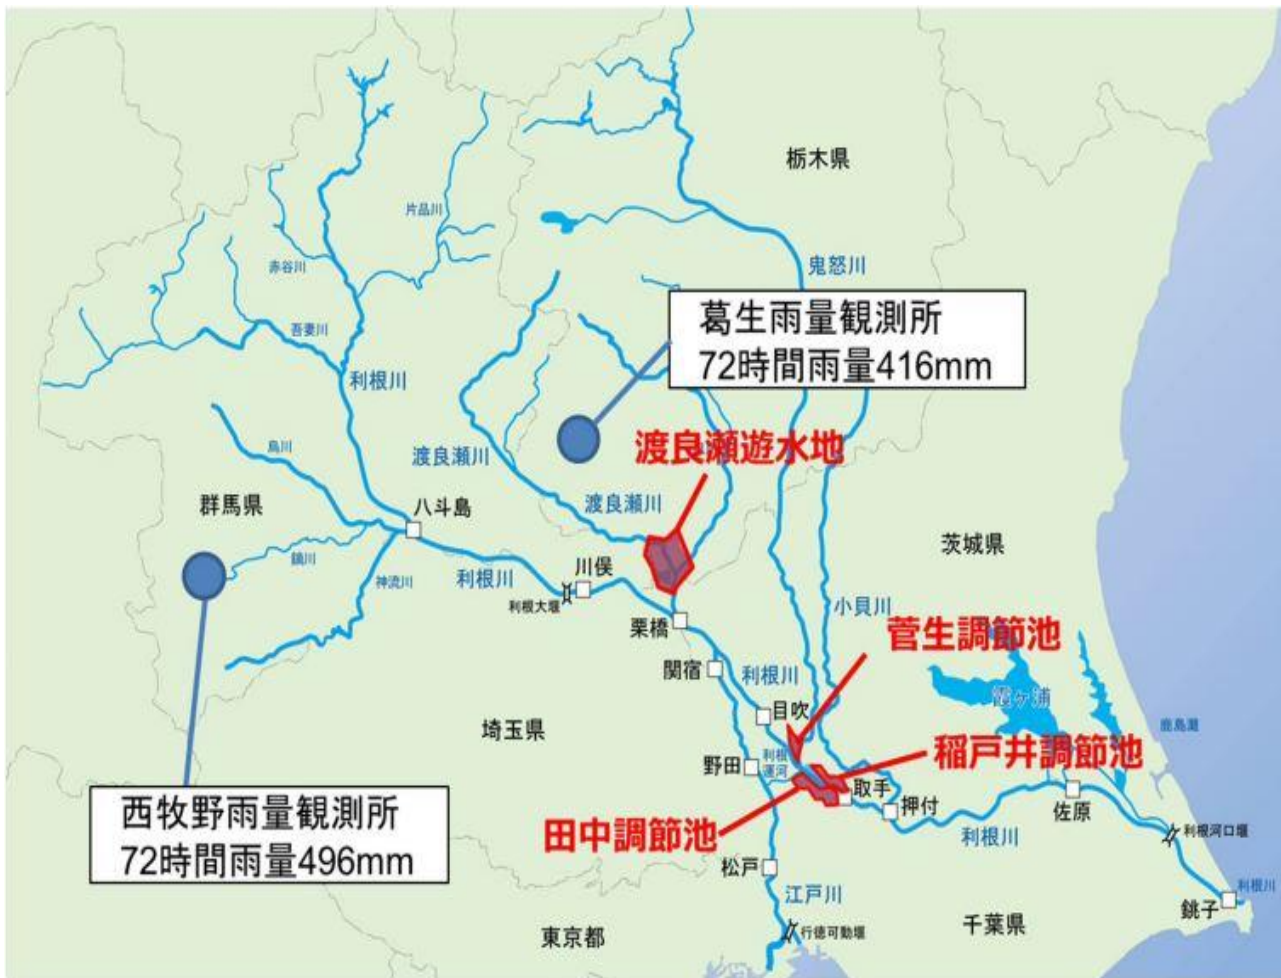 栃木県
片品川
赤谷川
鬼怒川
葛生雨量観測所
72時間雨量416mm
吾妻川
利根川
渡良瀬遊水地
烏川
渡良瀬川
渡良瀬川
群馬県
八斗島
茨城県
鏑川
神流川
利根川
川俣
利根大堰
小貝川
栗橋
菅生調節池
関宿
利根川
霞ヶ浦
目吹
鹿島灘
埼玉県
稲戸井調節池
野田
利根
運河
取手
押付
佐原
西牧野雨量観測所
72時間雨量496mm
田中調節池
利根川
利根河口堰
松戸
江戸川
利根川
銚子
千葉県
行徳可動堰
東京都